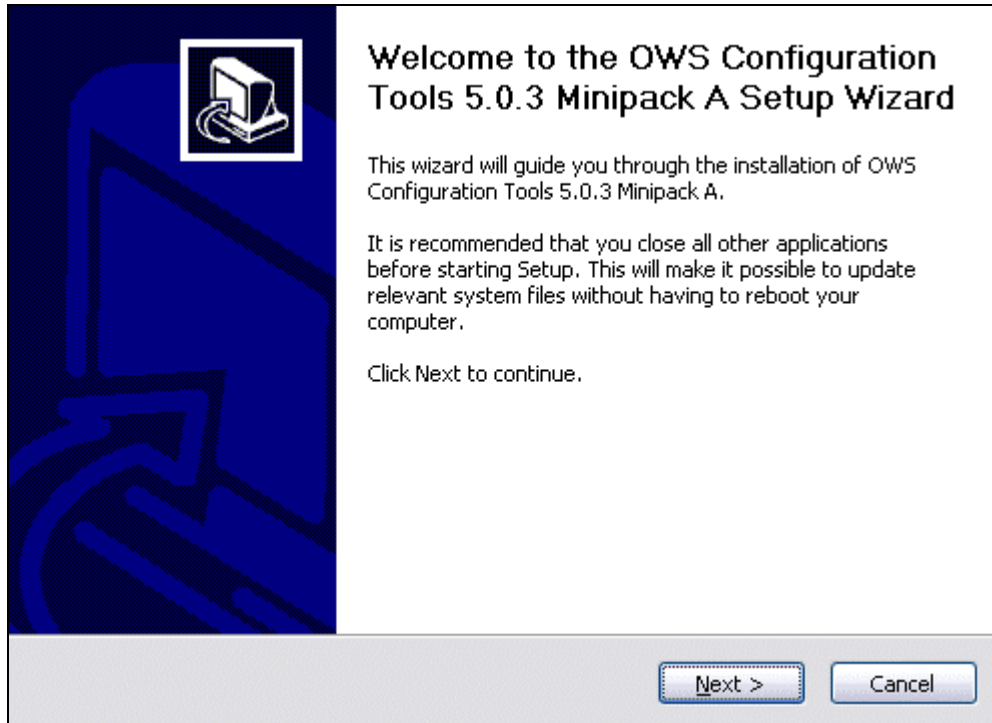 Welcome to the OWS Configuration
Tools 5.0.3 Minipack A Setup Wizard
This wizard will guide you through the installation of OWS
Configuration Tools 5.0.3 Minipack A.
It is recommended that you close all other applications
before starting Setup. This will make it possible to update
relevant system files without having to reboot your
computer.
Click Next to continue.
Next >
Cancel